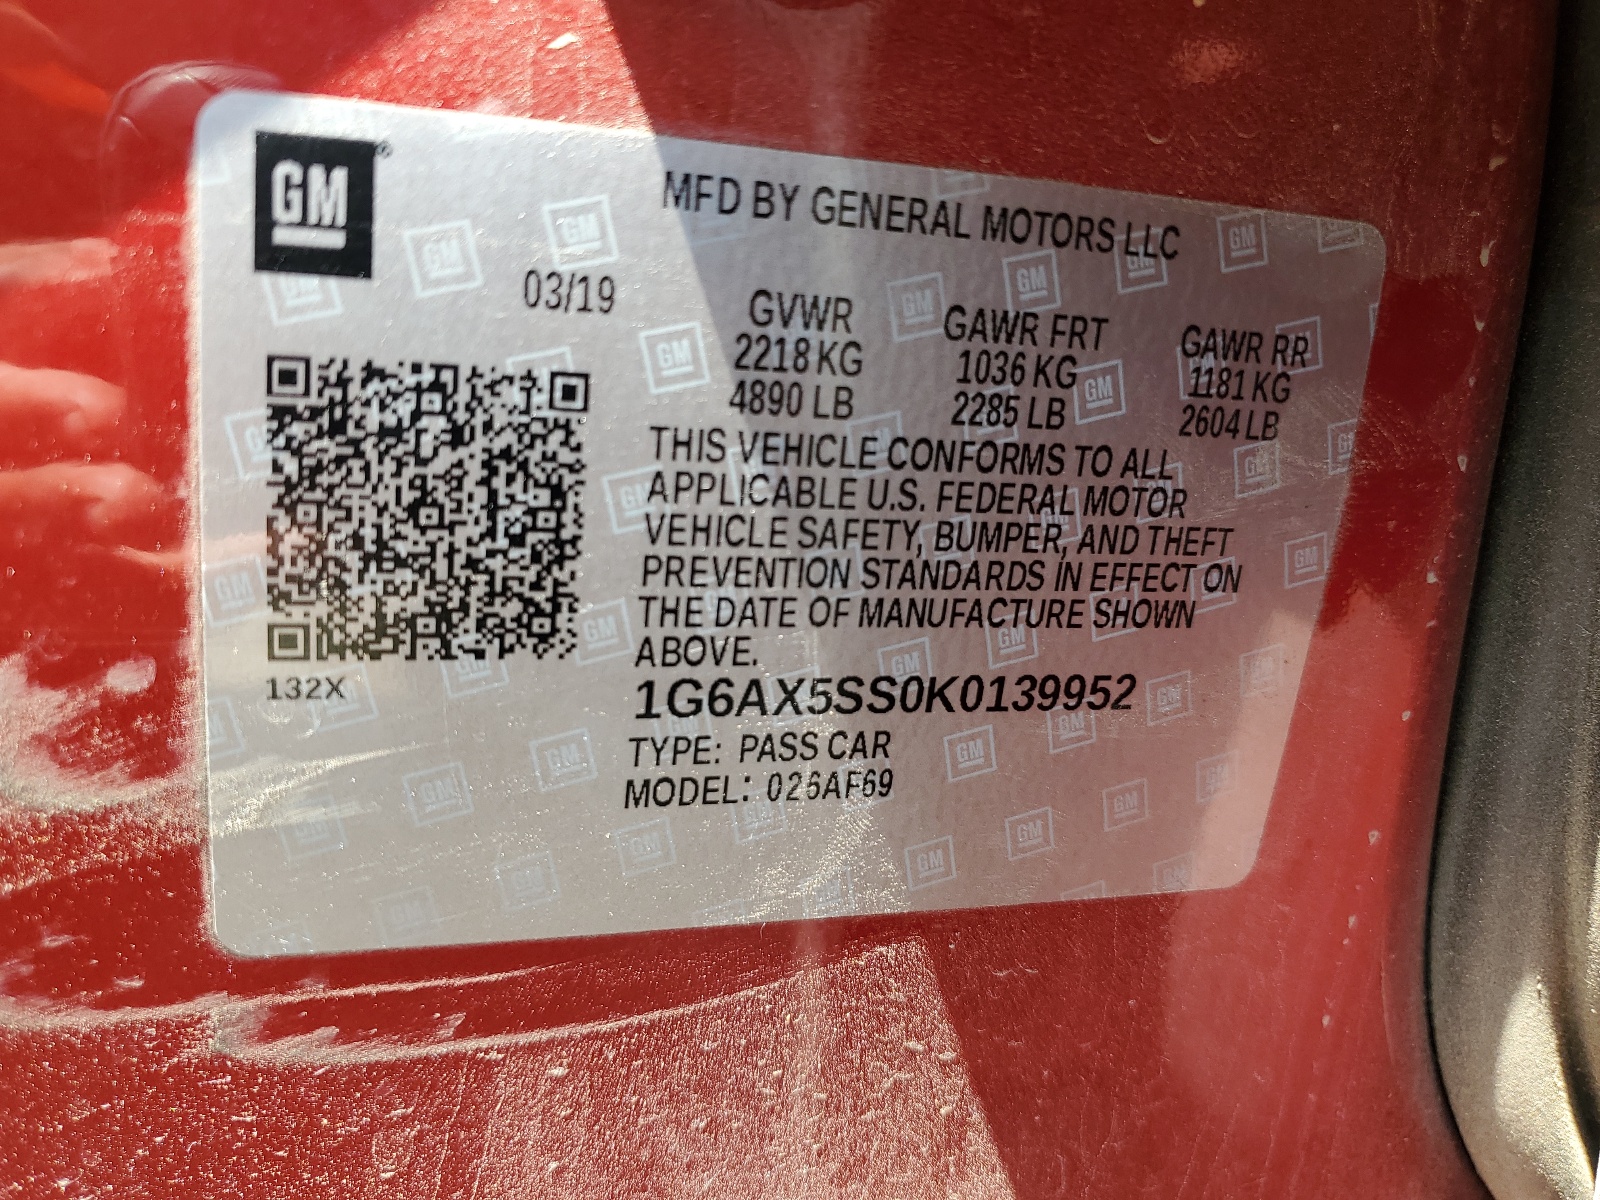 GM®
MFD BY GENERAL MOTORS LLC
03/19
GVWR GAWR FRT GAWR RR
2218 KG 1036 KG 1181 KG
4890 LB 2285 LB 2604 LB
THIS VEHICLE CONFORMS TO ALL
APPLICABLE U.S. FEDERAL MOTOR
VEHICLE SAFETY, BUMPER, AND THEFT
PREVENTION STANDARDS IN EFFECT ON
THE DATE OF MANUFACTURE SHOWN
ABOVE.
132X
1G6AX5SS0K0139952
TYPE: PASS CAR
MODEL: 026AF69